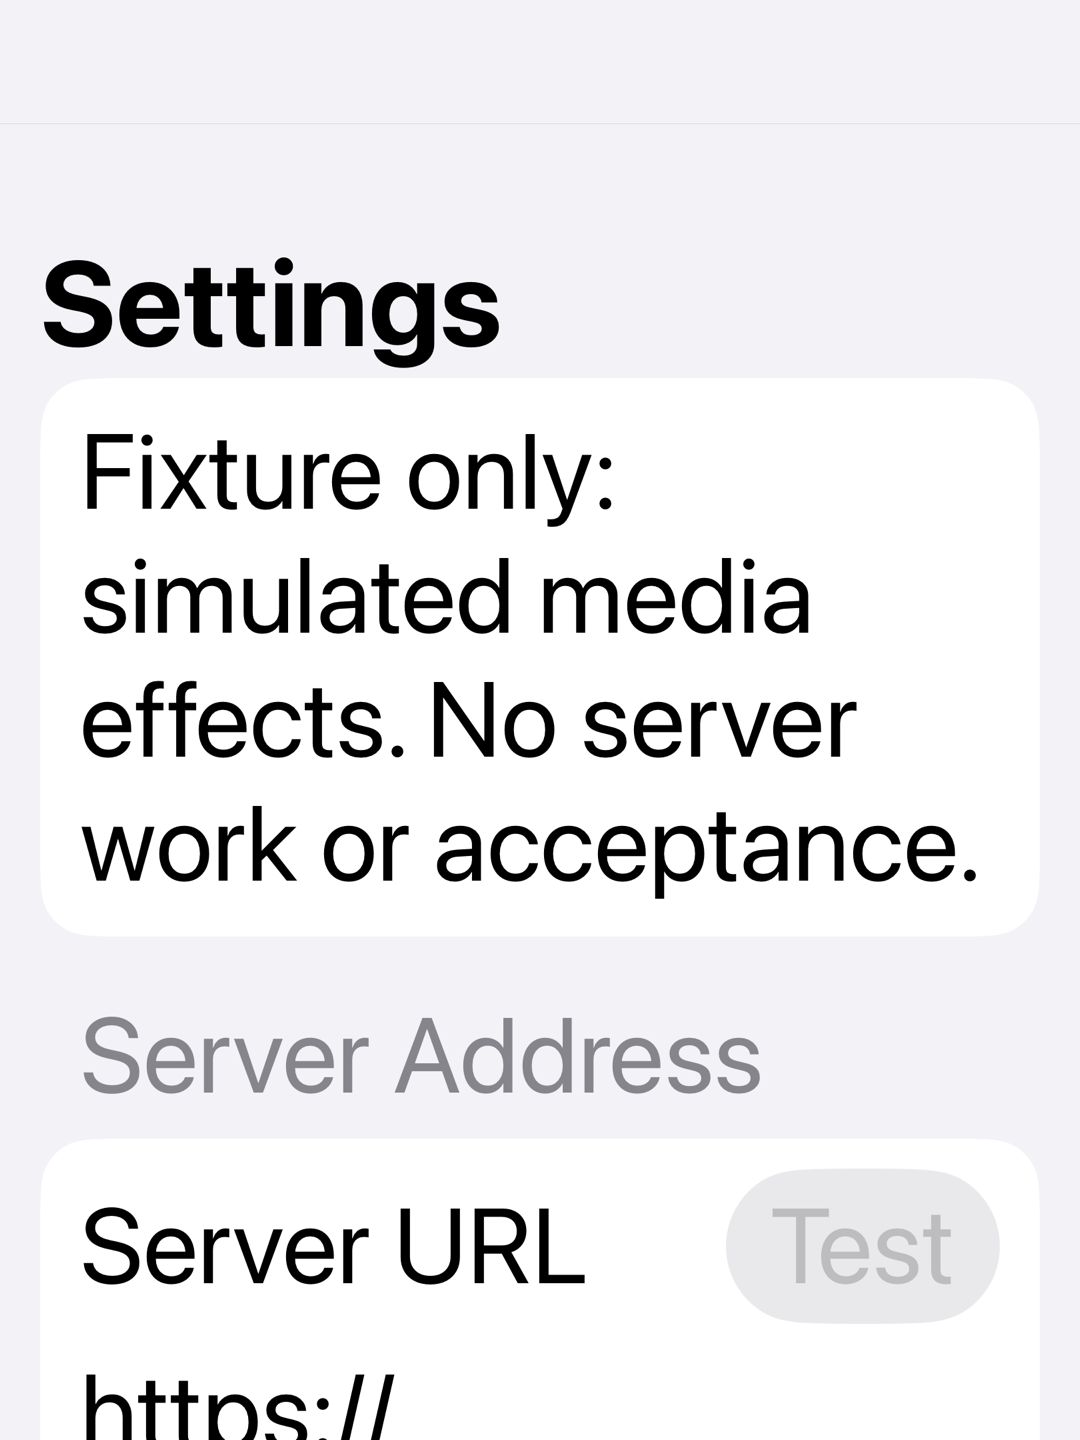 Settings
Fixture only:
simulated media
effects. No server
work or acceptance.
Server Address
Server URL
Test
https://